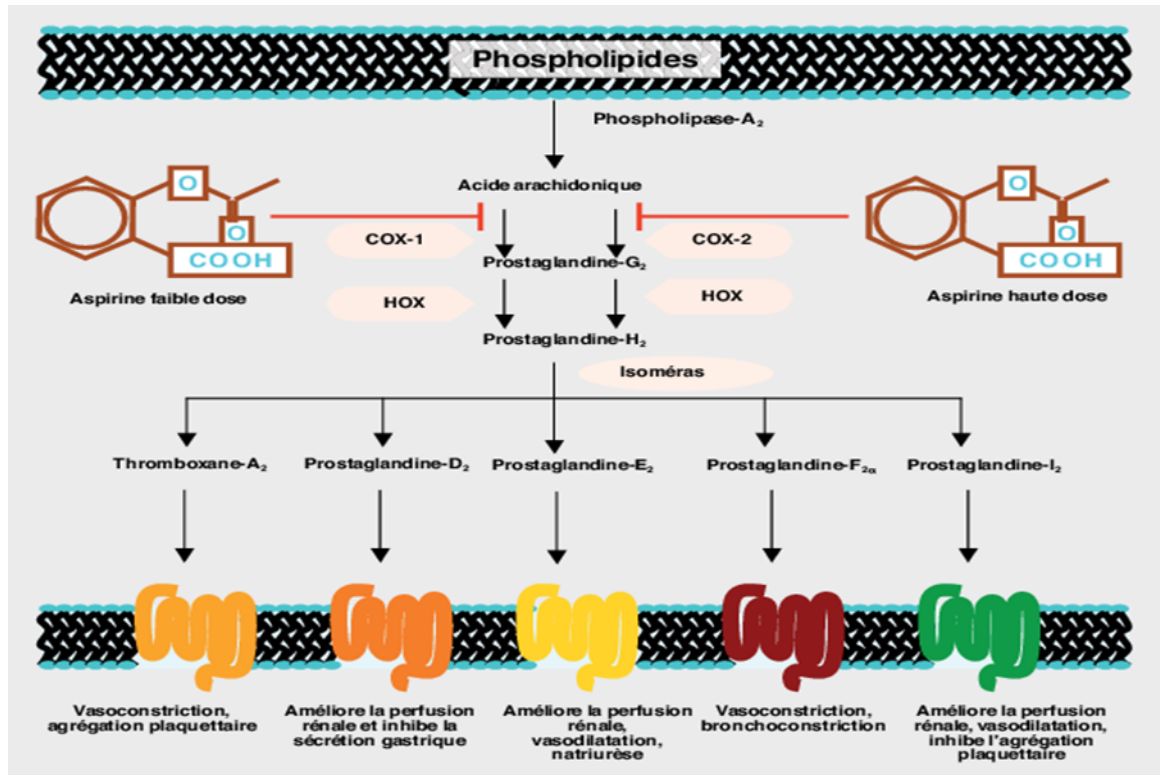 Phospholipides
Phospholipase-A₂
Acide arachidonique
O
O
COOH
Aspirine faible dose
COX-1
COX-2
O
O
COOH
Aspirine haute dose
Prostaglandine-G₂
HOX
HOX
Prostaglandine-H₂
Isoméras
Thromboxane-A₂
Prostaglandine-D₂
Prostaglandine-E₂
Prostaglandine-F₂α
Prostaglandine-I₂
Vasoconstriction,
agrégation plaquettaire
Améliore la perfusion
rénale et inhibe la
sécrétion gastrique
Améliore la perfusion
rénale,
vasodilatation,
natriurèse
Vasoconstriction,
bronchoconstriction
Améliore la perfusion
rénale, vasodilatation,
inhibe l'agrégation
plaquettaire